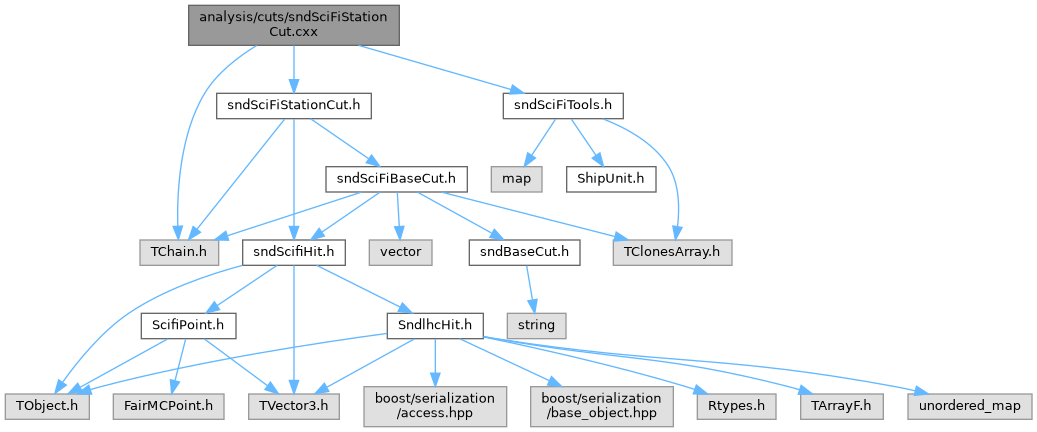 analysis/cuts/sndSciFiStation
Cut.cxx
sndSciFiStationCut.h
sndSciFiTools.h
sndSciFiBaseCut.h
map
ShipUnit.h
TChain.h
sndScifiHit.h
vector
sndBaseCut.h
TClonesArray.h
ScifiPoint.h
SndlhcHit.h
string
TObject.h
FairMCPoint.h
TVector3.h
boost/serialization
/access.hpp
boost/serialization
/base_object.hpp
Rtypes.h
TArrayF.h
unordered_map